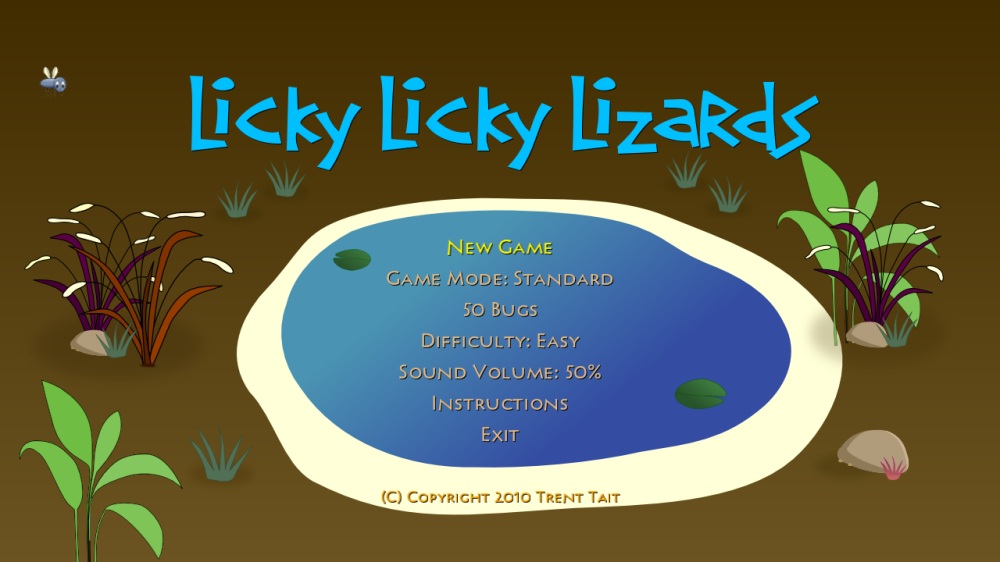 Licky Licky Lizards
New Game
Game Mode: Standard
50 Bugs
Difficulty: Easy
Sound Volume: 50%
Instructions
Exit
(C) Copyright 2010 Trent Tait